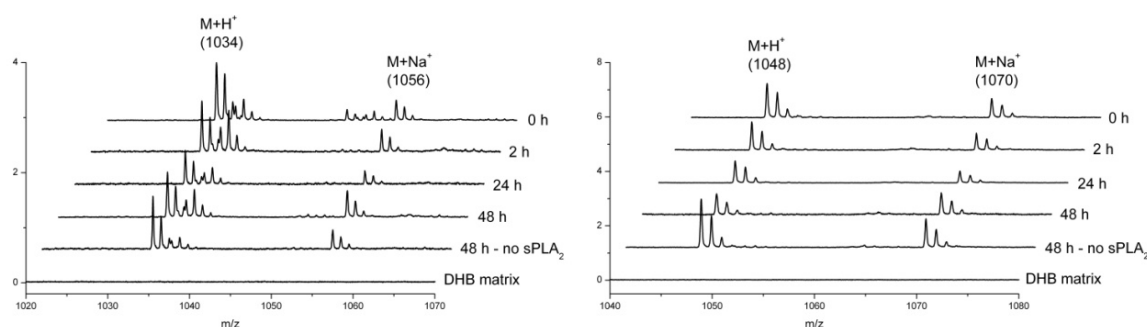 M+H⁺
(1034)
M+Na⁺
(1056)
4
2
0
0 h
2 h
24 h
48 h
48 h - no sPLA₂
DHB matrix
1020
1030
1040
1050
1060
1070
m/z
M+H⁺
(1048)
M+Na⁺
(1070)
8
6
4
2
0
0 h
2 h
24 h
48 h
48 h - no sPLA₂
DHB matrix
1040
1050
1060
1070
1080
m/z